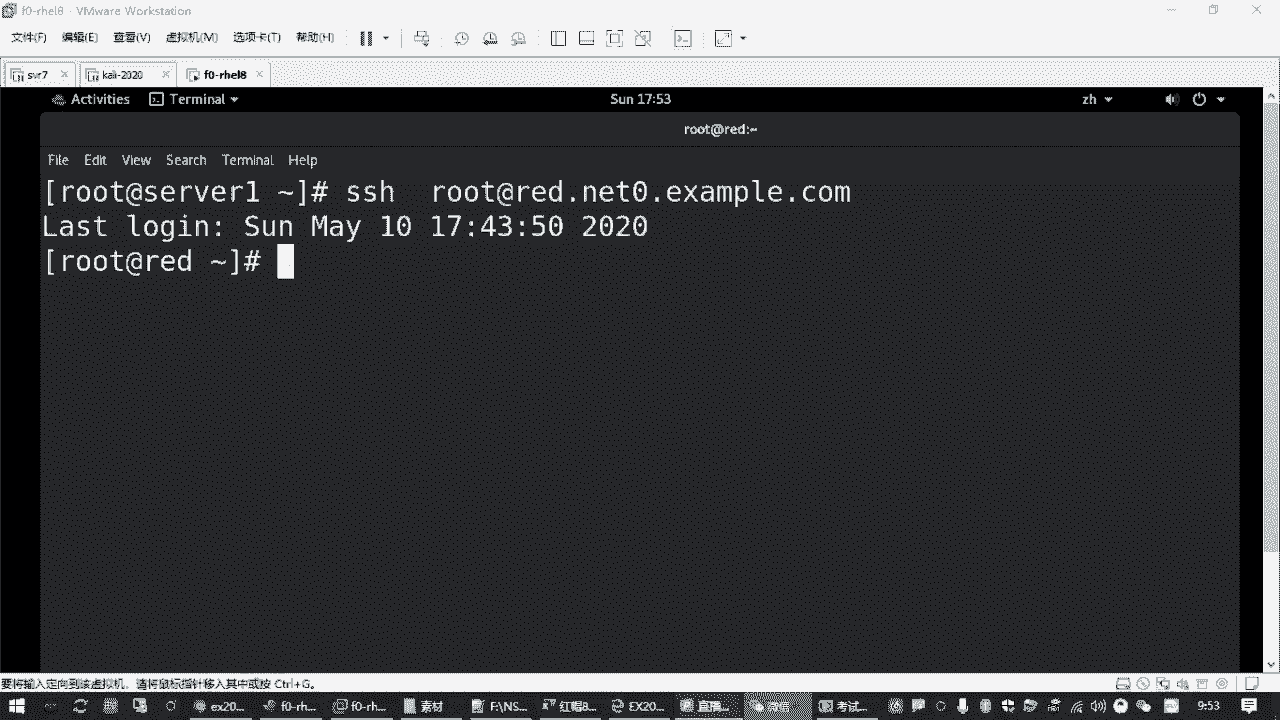 f0-rhel8 - VMware Workstation
文件(F) 编辑(E) 查看(V) 虚拟机(M) 选项卡(T) 帮助(H)
svr7 kali-2020 f0-rhel8
Activities Terminal Sun 17:53 zh
root@red:~
File Edit View Search Terminal Help
[root@server1 ~]# ssh  root@red.net0.example.com
Last login: Sun May 10 17:43:50 2020
[root@red ~]#
要将输入定向到该虚拟机，请将鼠标指针移入其中或按 Ctrl+G。
ex20... f0-rh... f0-rh... 素材 F:\NS... 红帽8... EX20... 考试... 9:53